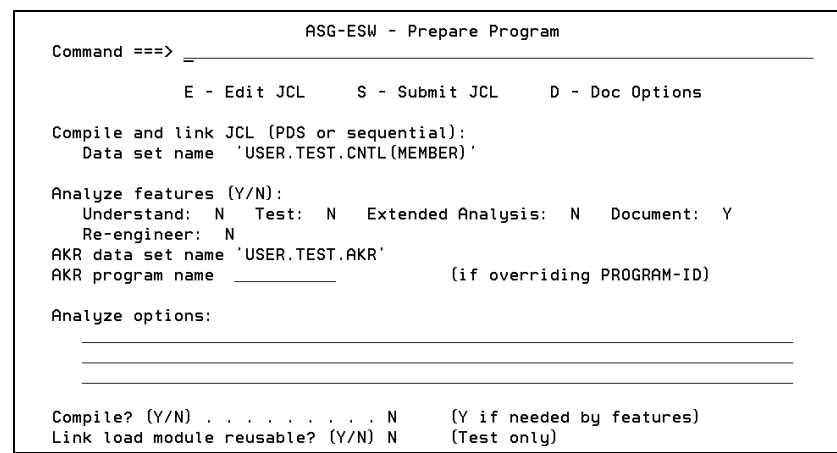 ASG-ESW - Prepare Program
Command ===> _
E - Edit JCL S - Submit JCL D - Doc Options
Compile and link JCL (PDS or sequential):
Data set name 'USER.TEST.CNTL(MEMBER)'
Analyze features (Y/N):
Understand: N Test: N Extended Analysis: N Document: Y
Re-engineer: N
AKR data set name 'USER.TEST.AKR'
AKR program name __________ (if overriding PROGRAM-ID)
Analyze options:
Compile? (Y/N) . . . . . . . . . N (Y if needed by features)
Link load module reusable? (Y/N) N (Test only)